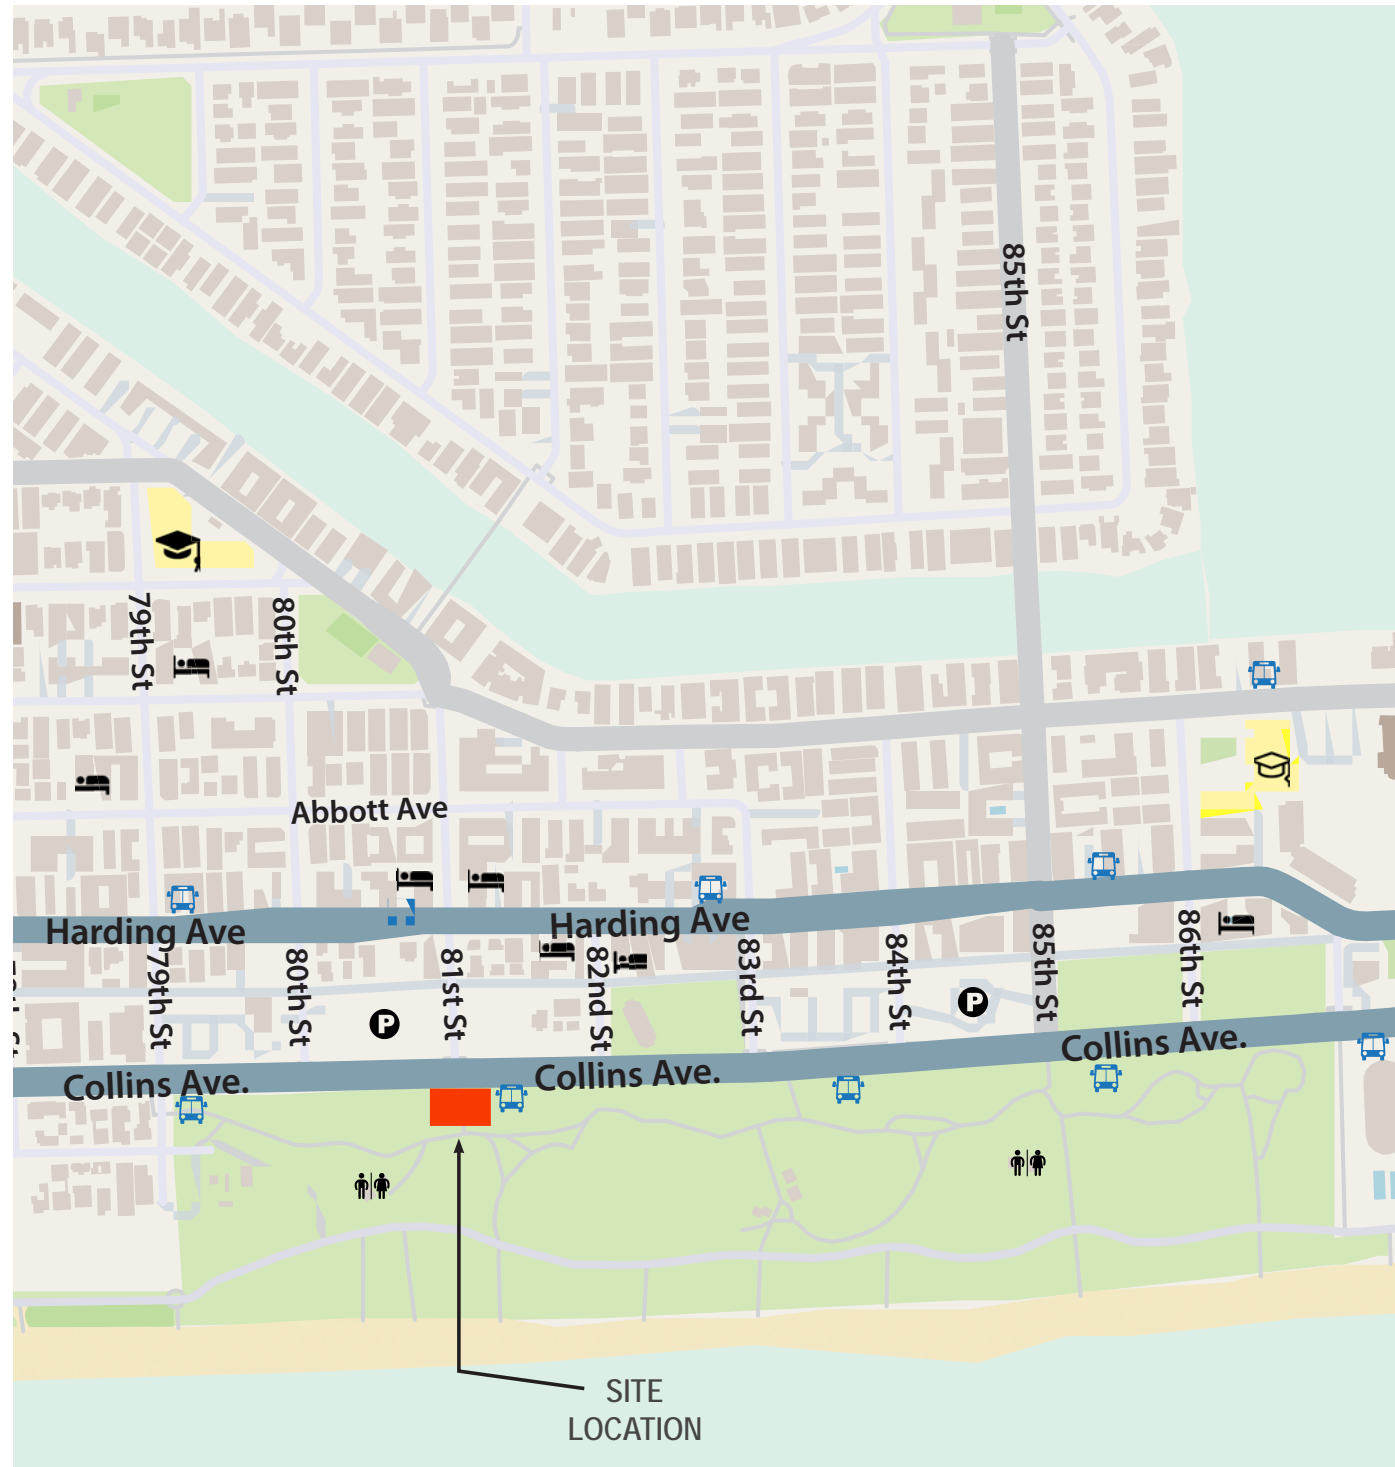 85th St
79th St
80th St
Abbott Ave
Harding Ave
Harding Ave
79th St
80th St
81st St
82nd St
83rd St
84th St
85th St
86th St
P
P
Collins Ave.
Collins Ave.
Collins Ave.
SITE
LOCATION